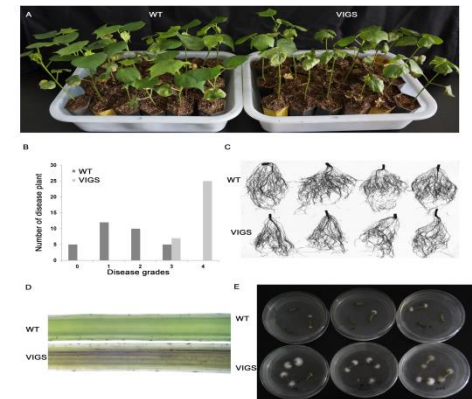 A
WT
VIGS
B
Number of disease plant
30
25
20
15
10
5
0
WT
VIGS
0
1
2
3
4
Disease grades
C
WT
VIGS
D
WT
VIGS
E
WT
VIGS